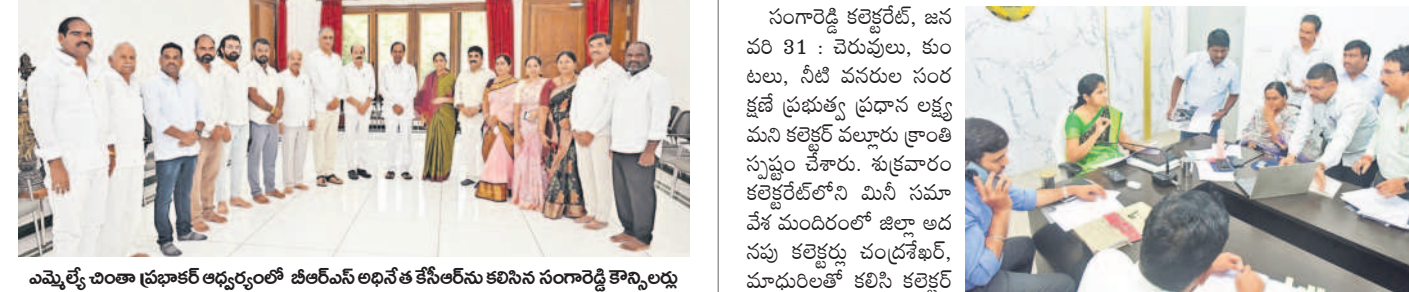 ఎమ్మెల్యే చింతా ప్రభాకర్ ఆధ్వర్యంలో బీఆర్ఎస్ అధినేత కేసీఆర్‌ను కలిసిన సంగారెడ్డి కౌన్సిలర్లు
సంగారెడ్డి కలెక్టరేట్, జన
వరి 31 : చెరువులు, కుం
టలు, నీటి వనరుల సంర
క్షణే ప్రభుత్వ ప్రధాన లక్ష్య
మని కలెక్టర్ వల్లూరు క్రాంతి
స్పష్టం చేశారు. శుక్రవారం
కలెక్టరేట్‌లోని మినీ సమా
వేశ మందిరంలో జిల్లా అద
నపు కలెక్టర్లు చంద్రశేఖర్,
మాధురిలతో కలిసి కలెక్టర్